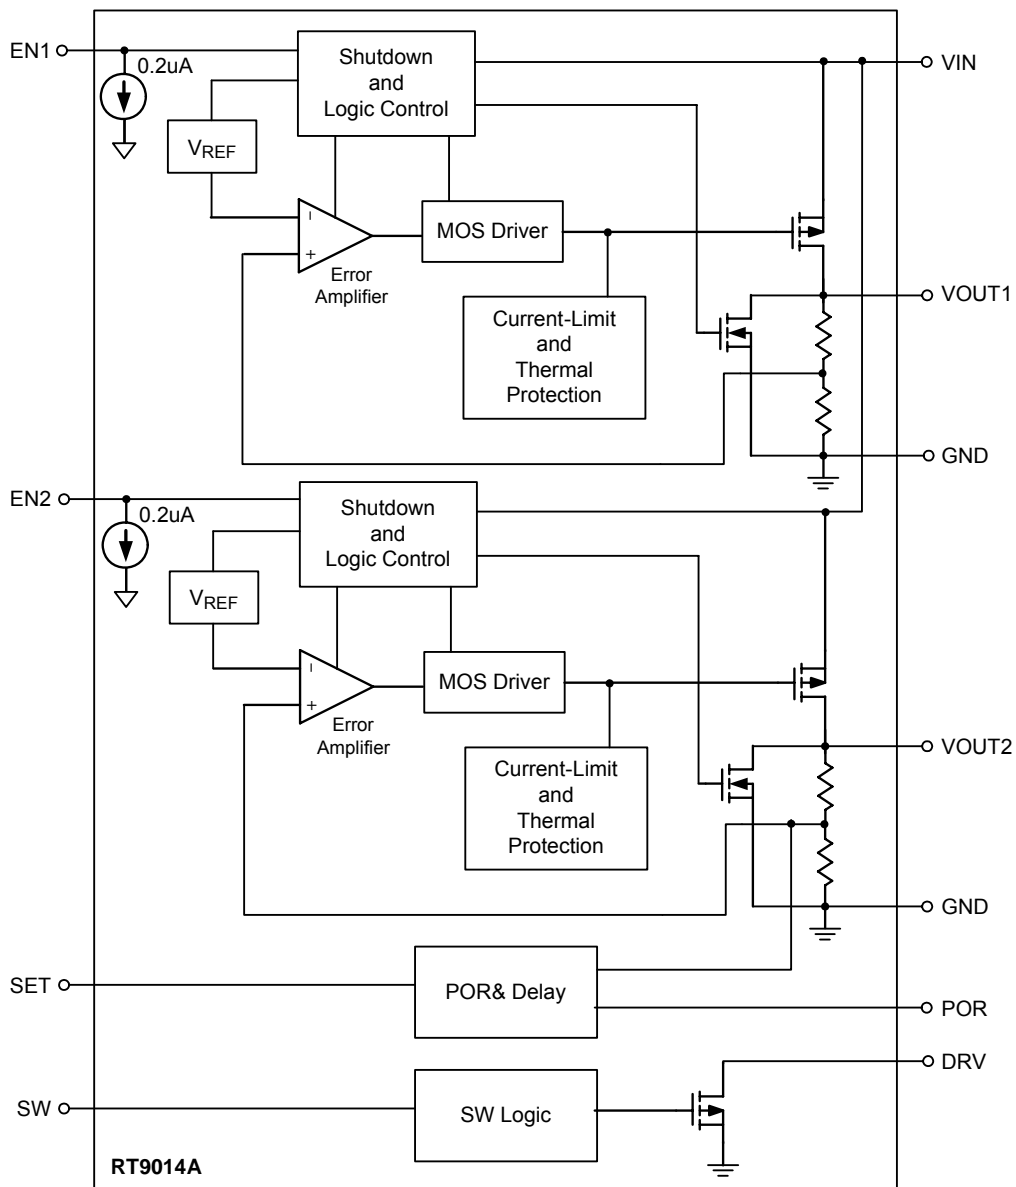 EN1
0.2uA
Shutdown
and
Logic Control
VIN
VREF
−
+
Error
Amplifier
MOS Driver
Current-Limit
and
Thermal
Protection
VOUT1
GND
EN2
0.2uA
Shutdown
and
Logic Control
VREF
−
+
Error
Amplifier
MOS Driver
Current-Limit
and
Thermal
Protection
VOUT2
GND
SET
POR& Delay
POR
DRV
SW
SW Logic
RT9014A